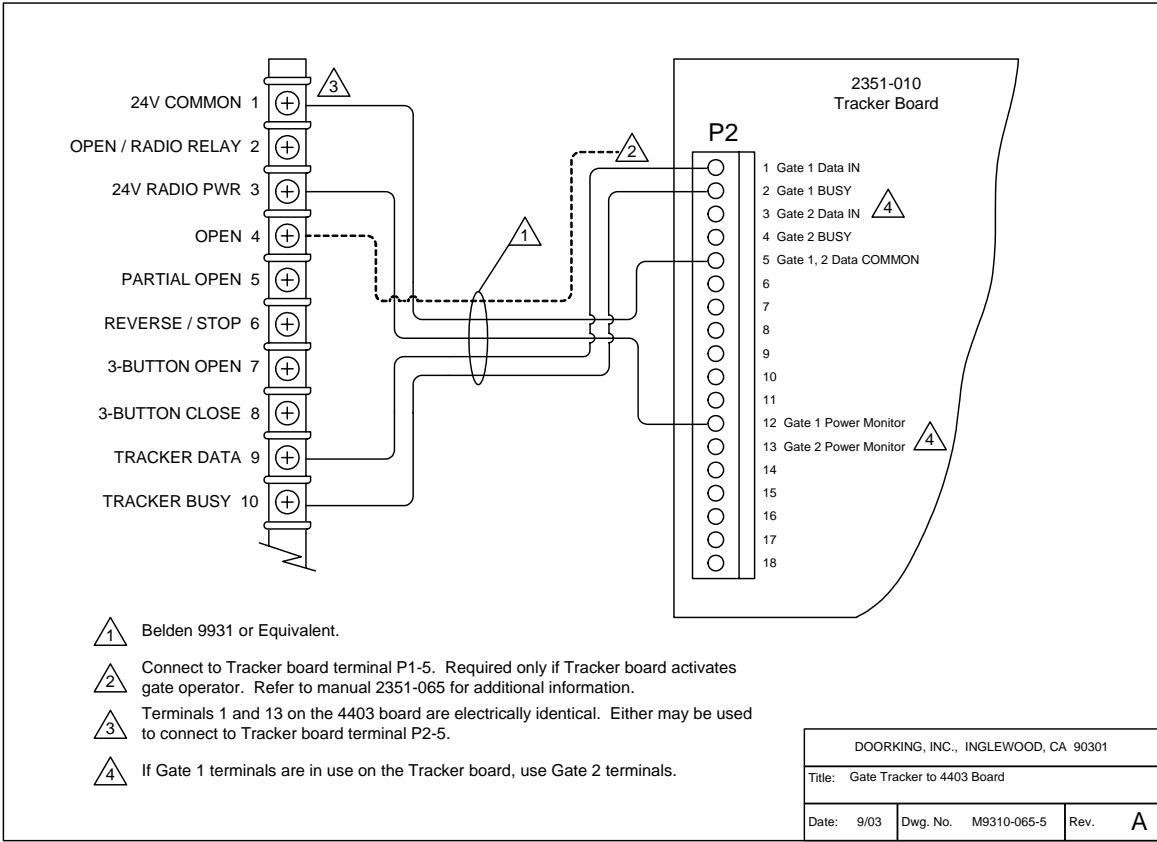 24V COMMON 1
OPEN / RADIO RELAY 2
24V RADIO PWR 3
OPEN 4
PARTIAL OPEN 5
REVERSE / STOP 6
3-BUTTON OPEN 7
3-BUTTON CLOSE 8
TRACKER DATA 9
TRACKER BUSY 10
3
2
1
2351-010
Tracker Board
P2
1 Gate 1 Data IN
2 Gate 1 BUSY
3 Gate 2 Data IN
4
4 Gate 2 BUSY
5 Gate 1, 2 Data COMMON
6
7
8
9
10
11
12 Gate 1 Power Monitor
13 Gate 2 Power Monitor
4
14
15
16
17
18
1 Belden 9931 or Equivalent.
2 Connect to Tracker board terminal P1-5. Required only if Tracker board activates
gate operator. Refer to manual 2351-065 for additional information.
3 Terminals 1 and 13 on the 4403 board are electrically identical. Either may be used
to connect to Tracker board terminal P2-5.
4 If Gate 1 terminals are in use on the Tracker board, use Gate 2 terminals.
DOORKING, INC., INGLEWOOD, CA 90301
Title: Gate Tracker to 4403 Board
Date: 9/03 Dwg. No. M9310-065-5 Rev. A